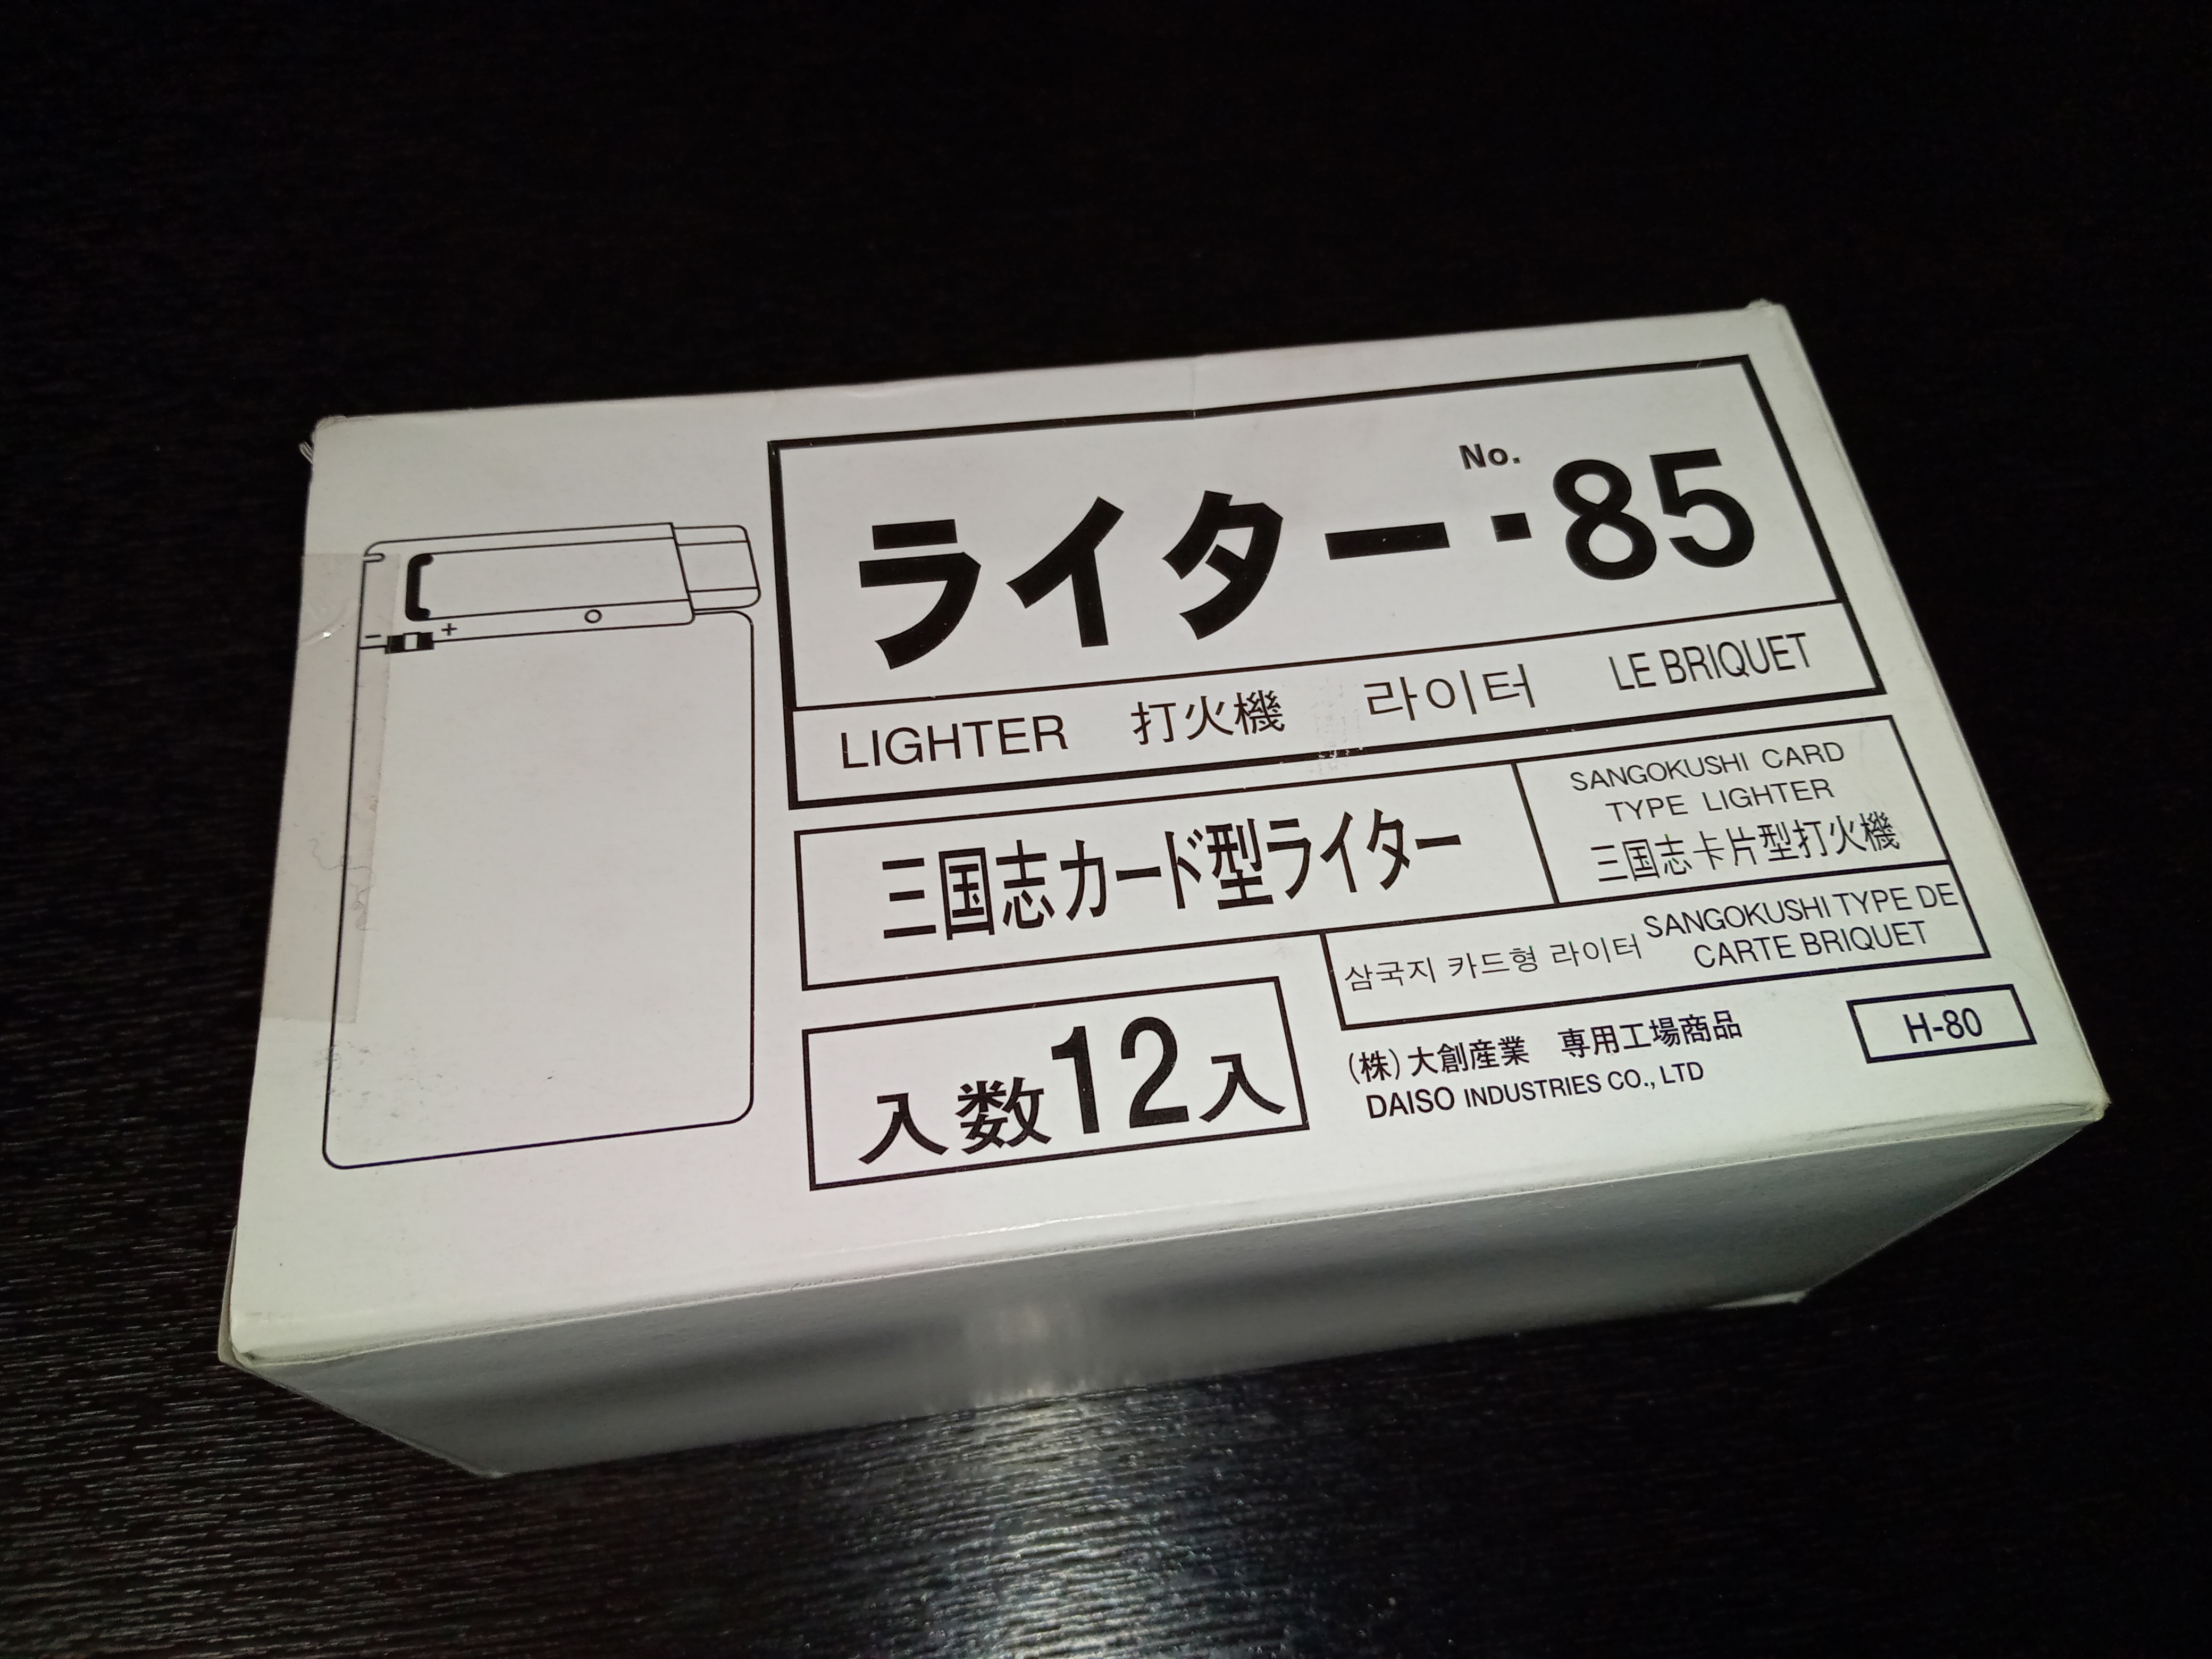 No.
ライター・85
LIGHTER 打火機 라이터 LE BRIQUET
三国志カード型ライター
SANGOKUSHI CARD
TYPE LIGHTER
三国志卡片型打火機
삼국지 카드형 라이터
SANGOKUSHI TYPE DE
CARTE BRIQUET
入数12入
(株)大創産業 専用工場商品
DAISO INDUSTRIES CO., LTD
H-80
- +